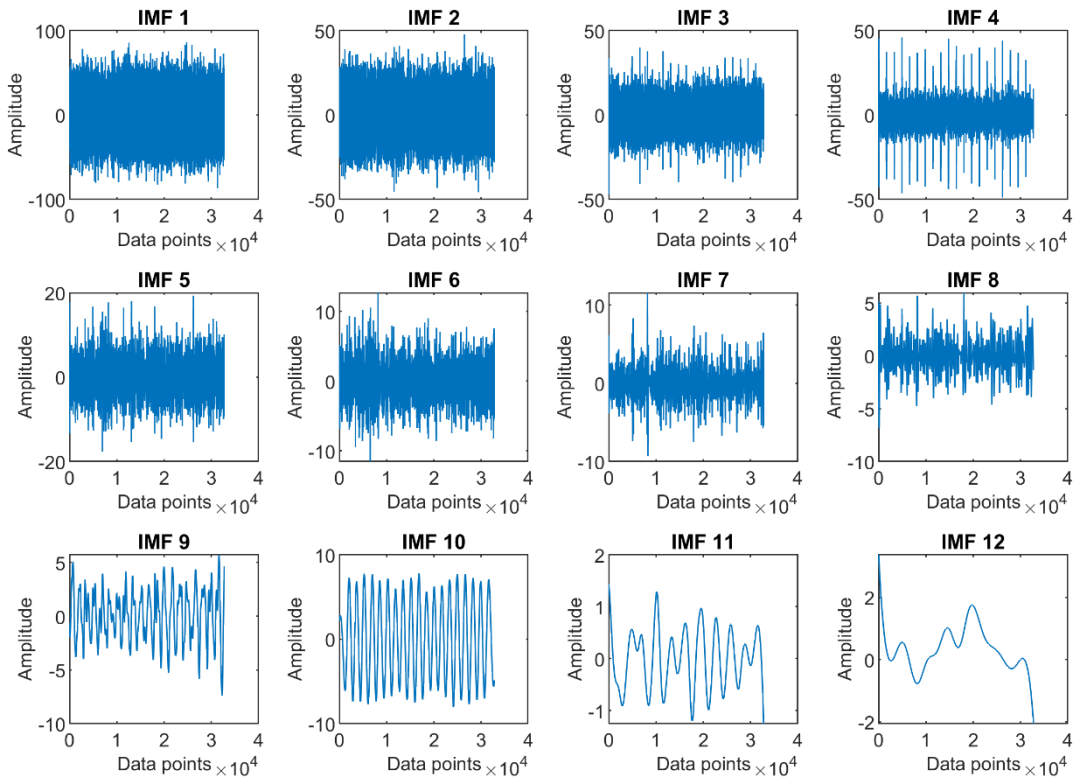 IMF 1
IMF 2
IMF 3
IMF 4
100
0
-100
Amplitude
0 1 2 3 4
Data points ×10^4
50
0
-50
Amplitude
0 1 2 3 4
Data points ×10^4
50
0
-50
Amplitude
0 1 2 3 4
Data points ×10^4
50
0
-50
Amplitude
0 1 2 3 4
Data points ×10^4
IMF 5
IMF 6
IMF 7
IMF 8
20
0
-20
Amplitude
0 1 2 3 4
Data points ×10^4
10
0
-10
Amplitude
0 1 2 3 4
Data points ×10^4
10
0
-10
Amplitude
0 1 2 3 4
Data points ×10^4
5
0
-5
-10
Amplitude
0 1 2 3 4
Data points ×10^4
IMF 9
IMF 10
IMF 11
IMF 12
5
0
-5
-10
Amplitude
0 1 2 3 4
Data points ×10^4
10
0
-10
Amplitude
0 1 2 3 4
Data points ×10^4
2
1
0
-1
Amplitude
0 1 2 3 4
Data points ×10^4
2
0
-2
Amplitude
0 1 2 3 4
Data points ×10^4